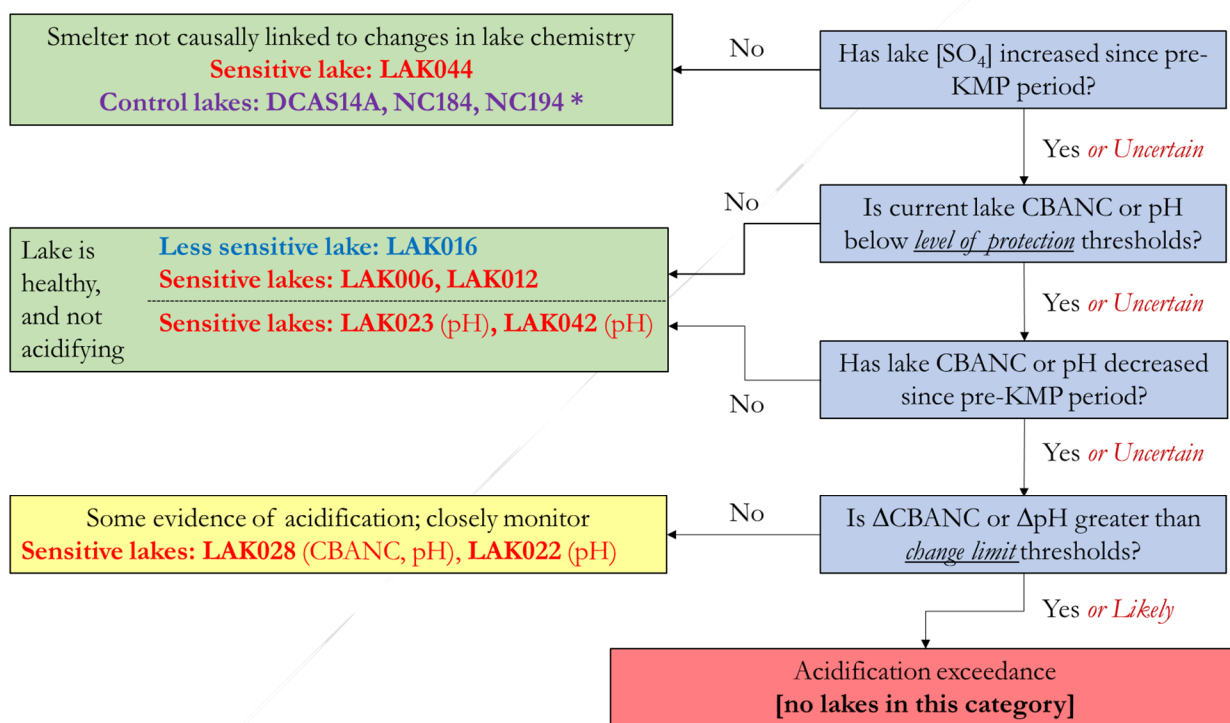 Smelter not causally linked to changes in lake chemistry
Sensitive lake: LAK044
Control lakes: DCAS14A, NC184, NC194 *
No
Has lake [SO₄] increased since pre-
KMP period?
Yes or Uncertain
Is current lake CBANC or pH
below level of protection thresholds?
No
Lake is
healthy,
and not
acidifying
Less sensitive lake: LAK016
Sensitive lakes: LAK006, LAK012
Sensitive lakes: LAK023 (pH), LAK042 (pH)
Yes or Uncertain
Has lake CBANC or pH decreased
since pre-KMP period?
No
Yes or Uncertain
Some evidence of acidification; closely monitor
Sensitive lakes: LAK028 (CBANC, pH), LAK022 (pH)
No
Is ΔCBANC or ΔpH greater than
change limit thresholds?
Yes or Likely
Acidification exceedance
[no lakes in this category]